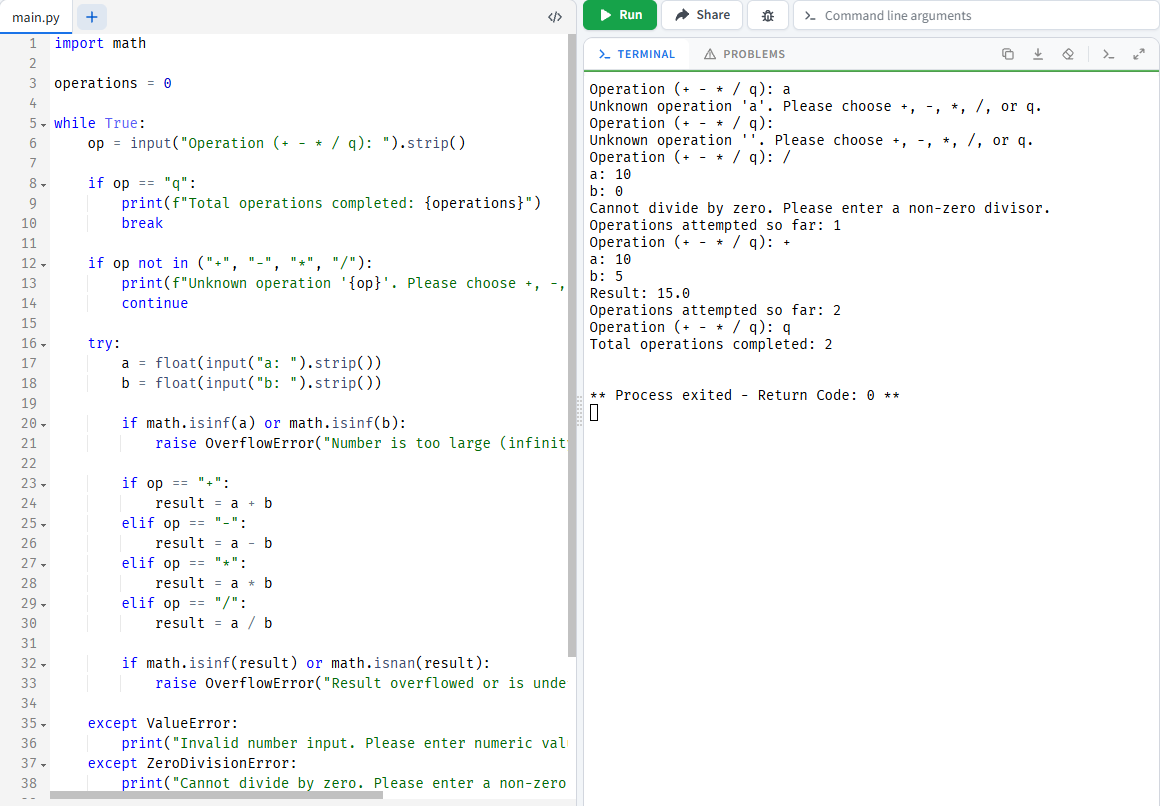 main.py
Run
Share
Command line arguments
1 import math
2
3 operations = 0
4
5 while True:
6     op = input("Operation (+ - * / q): ").strip()
7
8     if op == "q":
9         print(f"Total operations completed: {operations}")
10         break
11
12     if op not in ("+", "-", "*", "/"):
13         print(f"Unknown operation '{op}'. Please choose +, -,
14         continue
15
16     try:
17         a = float(input("a: ").strip())
18         b = float(input("b: ").strip())
19
20         if math.isinf(a) or math.isinf(b):
21             raise OverflowError("Number is too large (infinit
22
23         if op == "+":
24             result = a + b
25         elif op == "-":
26             result = a - b
27         elif op == "*":
28             result = a * b
29         elif op == "/":
30             result = a / b
31
32         if math.isinf(result) or math.isnan(result):
33             raise OverflowError("Result overflowed or is unde
34
35     except ValueError:
36         print("Invalid number input. Please enter numeric val
37     except ZeroDivisionError:
38         print("Cannot divide by zero. Please enter a non-zero
TERMINAL
PROBLEMS
Operation (+ - * / q): a
Unknown operation 'a'. Please choose +, -, *, /, or q.
Operation (+ - * / q):
Unknown operation ''. Please choose +, -, *, /, or q.
Operation (+ - * / q): /
a: 10
b: 0
Cannot divide by zero. Please enter a non-zero divisor.
Operations attempted so far: 1
Operation (+ - * / q): +
a: 10
b: 5
Result: 15.0
Operations attempted so far: 2
Operation (+ - * / q): q
Total operations completed: 2
** Process exited - Return Code: 0 **